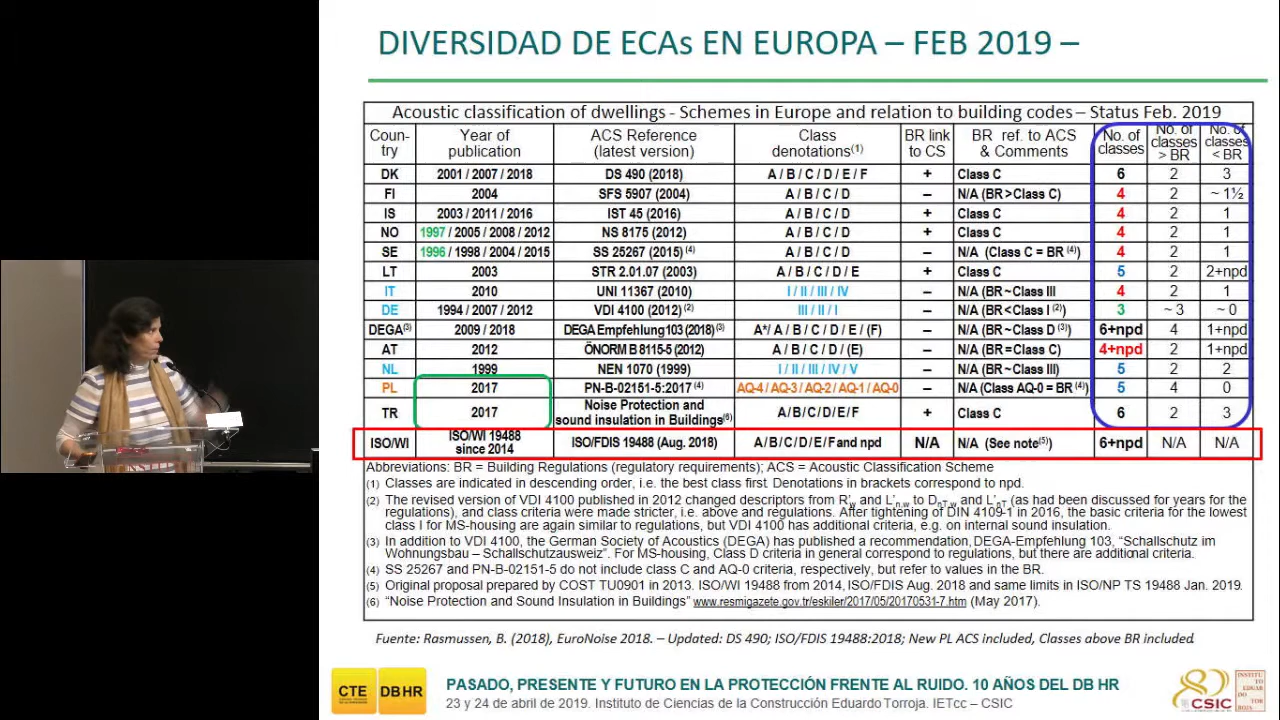 DIVERSIDAD DE ECAs EN EUROPA – FEB 2019 –
Acoustic classification of dwellings - Schemes in Europe and relation to building codes – Status Feb. 2019
Coun-try Year of publication ACS Reference (latest version) Class denotations(1) BR link to CS BR ref. to ACS & Comments No. of classes No. of classes > BR No. of classes < BR
DK 2001 / 2007 / 2018 DS 490 (2018) A / B / C / D / E / F + Class C 6 2 3
FI 2004 SFS 5907 (2004) A / B / C / D – N/A (BR > Class C) 4 2 ~ 1½
IS 2003 / 2011 / 2016 IST 45 (2016) A / B / C / D + Class C 4 2 1
NO 1997 / 2005 / 2008 / 2012 NS 8175 (2012) A / B / C / D + Class C 4 2 1
SE 1996 / 1998 / 2004 / 2015 SS 25267 (2015) (4) A / B / C / D – N/A (Class C = BR (4)) 4 2 1
LT 2003 STR 2.01.07 (2003) A / B / C / D / E + Class C 5 2 2+npd
IT 2010 UNI 11367 (2010) I / II / III / IV – N/A (BR ~ Class III 4 2 1
DE 1994 / 2007 / 2012 VDI 4100 (2012) (2) III / II / I – N/A (BR < Class I (2)) 3 ~ 3 ~ 0
DEGA(3) 2009 / 2018 DEGA Empfehlung 103 (2018)(3) A* / A / B / C / D / E / (F) – N/A (BR ~ Class D (3)) 6+npd 4 1+npd
AT 2012 ÖNORM B 8115-5 (2012) A / B / C / D / (E) – N/A (BR = Class C) 4+npd 2 1+npd
NL 1999 NEN 1070 (1999) I / II / III / IV / V – N/A (BR ~ Class III) 5 2 2
PL 2017 PN-B-02151-5:2017 (4) AQ-4 / AQ-3 / AQ-2 / AQ-1 / AQ-0 – N/A (Class AQ-0 = BR (4)) 5 4 0
TR 2017 Noise Protection and sound insulation in Buildings(6) A / B / C / D / E / F + Class C 6 2 3
ISO/WI ISO/WI 19488 since 2014 ISO/FDIS 19488 (Aug. 2018) A / B / C / D / E / F and npd N/A N/A (See note(5)) 6+npd N/A N/A
Abbreviations: BR = Building Regulations (regulatory requirements); ACS = Acoustic Classification Scheme
(1) Classes are indicated in descending order, i.e. the best class first. Denotations in brackets correspond to npd.
(2) The revised version of VDI 4100 published in 2012 changed descriptors from R'w and L'n,w to DnT,w and L'nT (as had been discussed for years for the
regulations), and class criteria were made stricter, i.e. above and regulations. After tightening of DIN 4109-1 in 2016, the basic criteria for the lowest
class I for MS-housing are again similar to regulations, but VDI 4100 has additional criteria, e.g. on internal sound insulation.
(3) In addition to VDI 4100, the German Society of Acoustics (DEGA) has published a recommendation, DEGA-Empfehlung 103, “Schallschutz im
Wohnungsbau – Schallschutzausweiz”. For MS-housing, Class D criteria in general correspond to regulations, but there are additional criteria.
(4) SS 25267 and PN-B-02151-5 do not include class C and AQ-0 criteria, respectively, but refer to values in the BR.
(5) Original proposal prepared by COST TU0901 in 2013. ISO/WI 19488 from 2014, ISO/FDIS Aug. 2018 and same limits in ISO/NP TS 19488 Jan. 2019.
(6) “Noise Protection and Sound Insulation in Buildings” www.resmigazete.gov.tr/eskiler/2017/05/20170531-7.htm (May 2017).
Fuente: Rasmussen, B. (2018), EuroNoise 2018. – Updated: DS 490; ISO/FDIS 19488:2018; New PL ACS included, Classes above BR included.
CTE DB HR
PASADO, PRESENTE Y FUTURO EN LA PROTECCIÓN FRENTE AL RUIDO. 10 AÑOS DEL DB HR
23 y 24 de abril de 2019. Instituto de Ciencias de la Construcción Eduardo Torroja. IETcc – CSIC
CSIC
INSTITU
TO EDUAR
DO TOR
ROJA